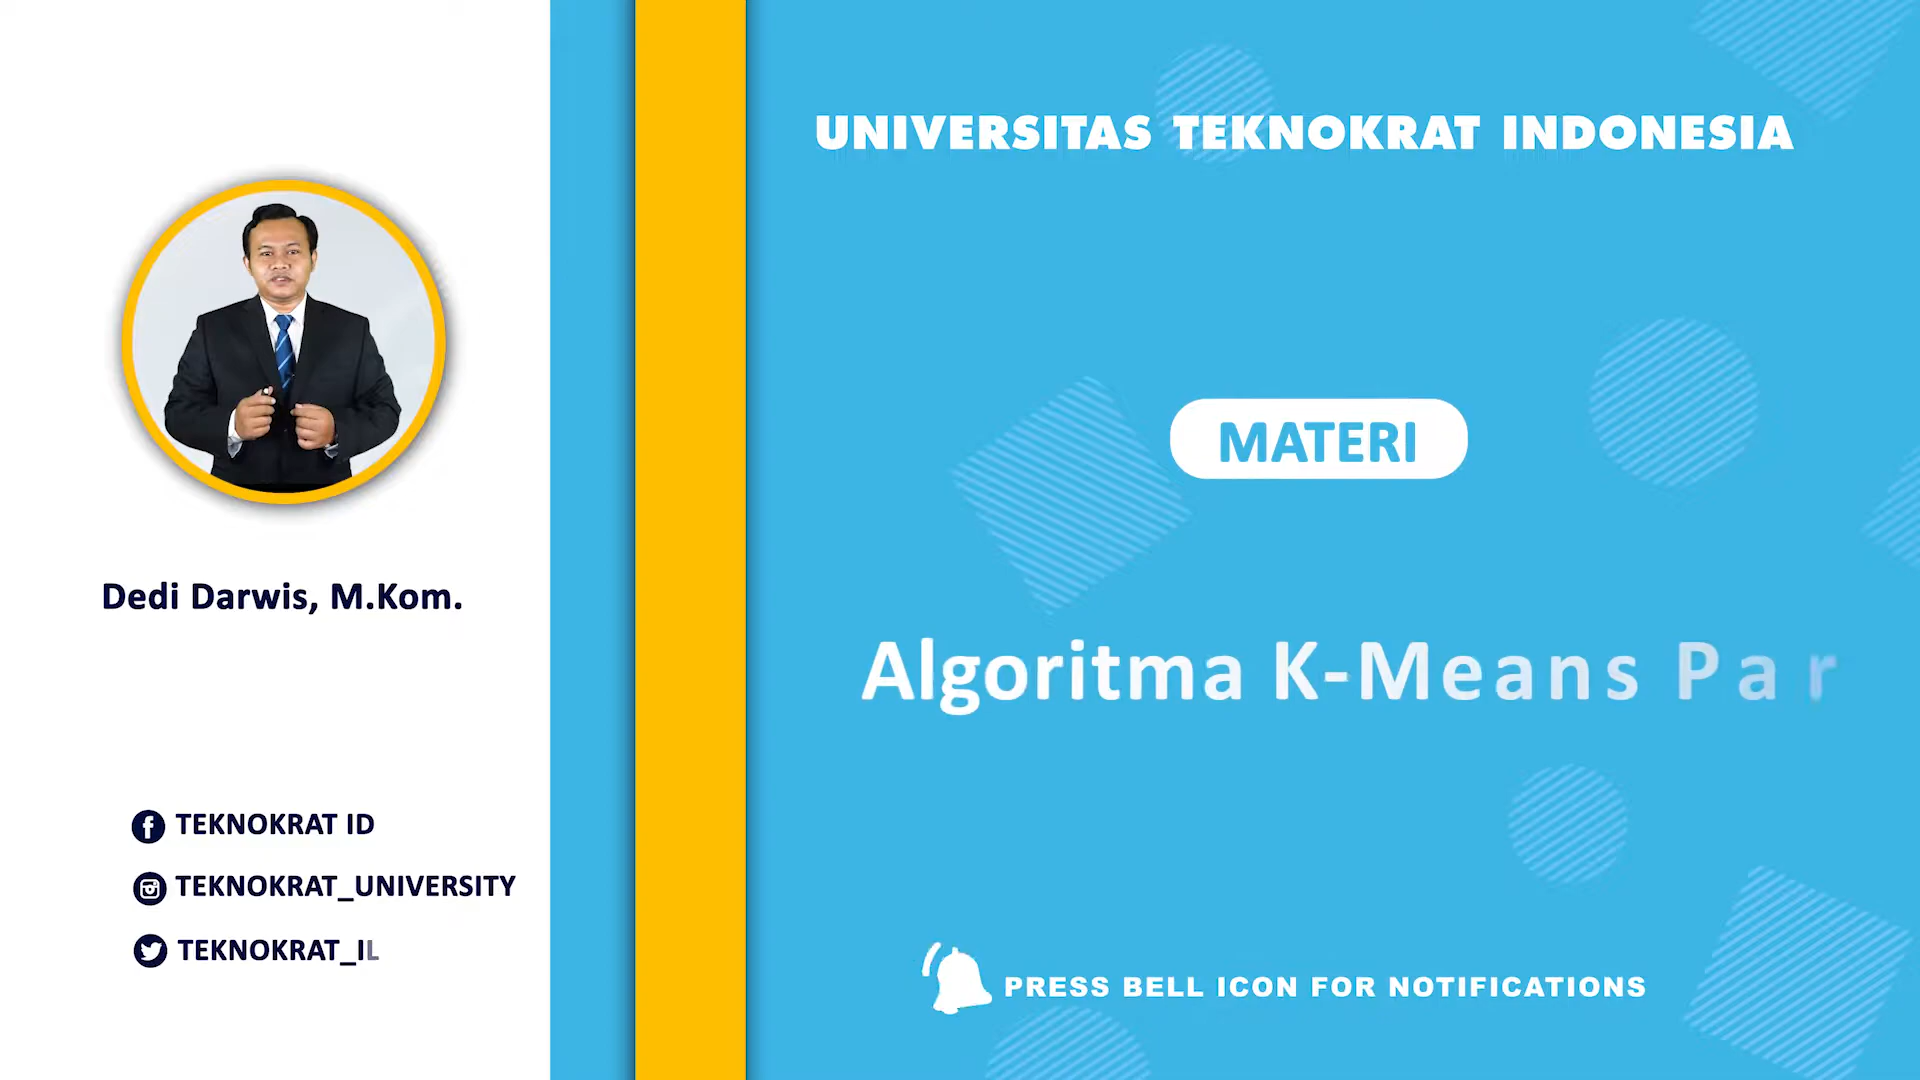 UNIVERSITAS TEKNOKRAT INDONESIA
MATERI
Algoritma K-Means Par
Dedi Darwis, M.Kom.
TEKNOKRAT ID
TEKNOKRAT_UNIVERSITY
TEKNOKRAT_IL
PRESS BELL ICON FOR NOTIFICATIONS